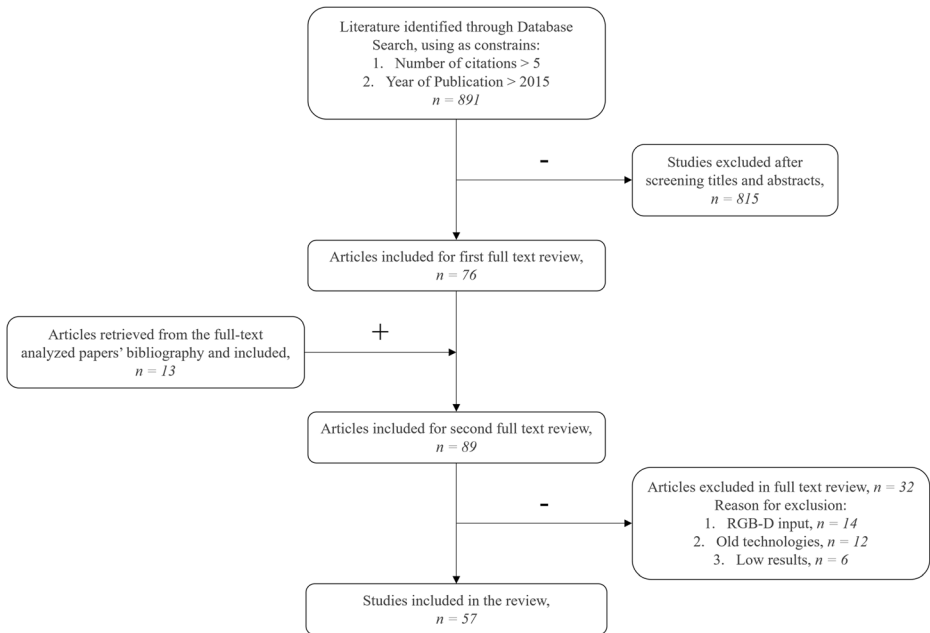 Literature identified through Database
Search, using as constrains:
1. Number of citations > 5
2. Year of Publication > 2015
n = 891
-
Studies excluded after
screening titles and abstracts,
n = 815
Articles included for first full text review,
n = 76
Articles retrieved from the full-text
analyzed papers' bibliography and included,
n = 13
+
Articles included for second full text review,
n = 89
-
Articles excluded in full text review, n = 32
Reason for exclusion:
1. RGB-D input, n = 14
2. Old technologies, n = 12
3. Low results, n = 6
Studies included in the review,
n = 57